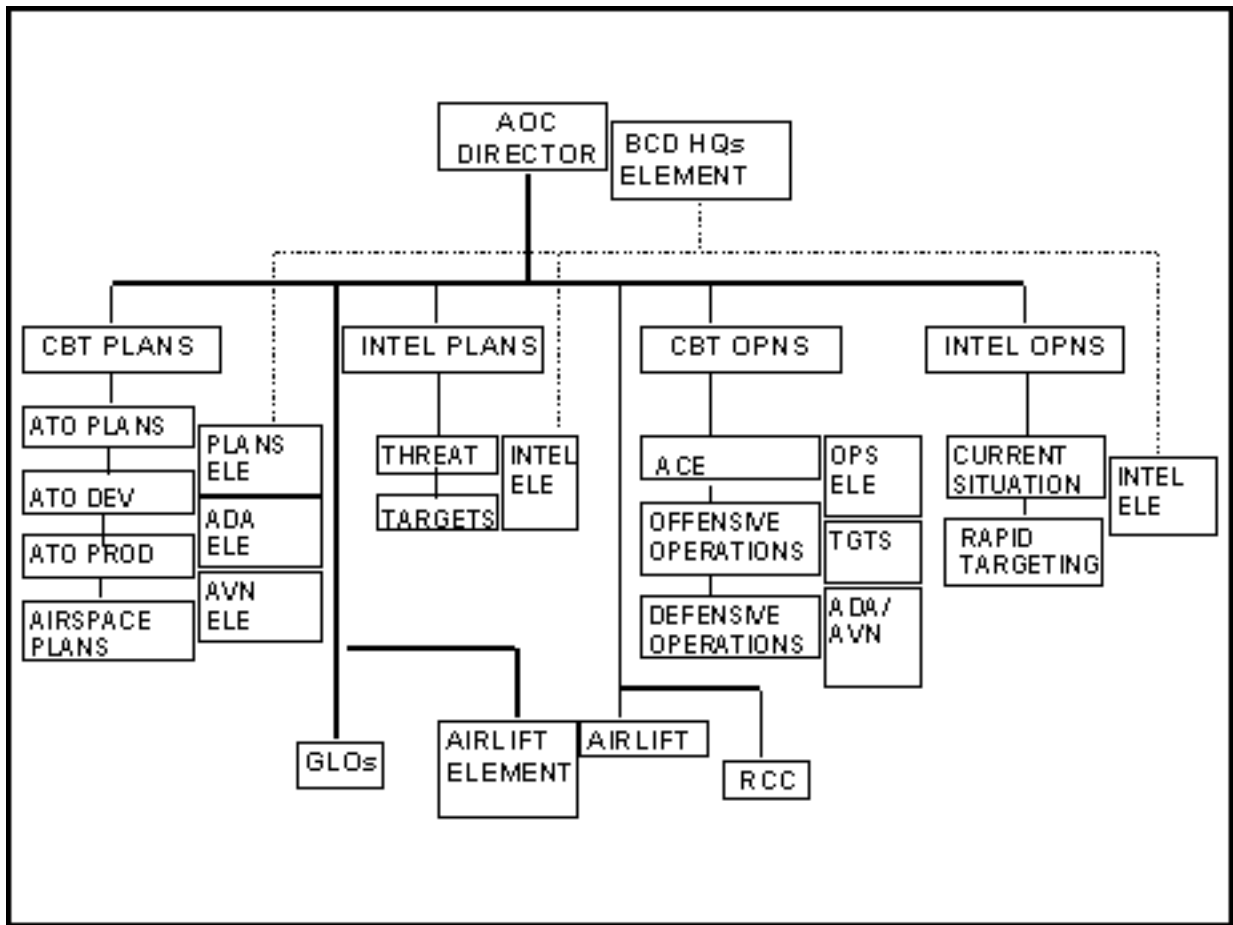 AOC
DIRECTOR
BCD HQs
ELEMENT
CBT PLANS
INTEL PLANS
CBT OPNS
INTEL OPNS
ATO PLANS
ATO DEV
ATO PROD
AIRSPACE
PLANS
PLANS
ELE
ADA
ELE
AVN
ELE
THREAT
TARGETS
INTEL
ELE
ACE
OFFENSIVE
OPERATIONS
DEFENSIVE
OPERATIONS
OPS
ELE
TGTS
ADA/
AVN
CURRENT
SITUATION
RAPID
TARGETING
INTEL
ELE
GLOs
AIRLIFT
ELEMENT
AIRLIFT
RCC